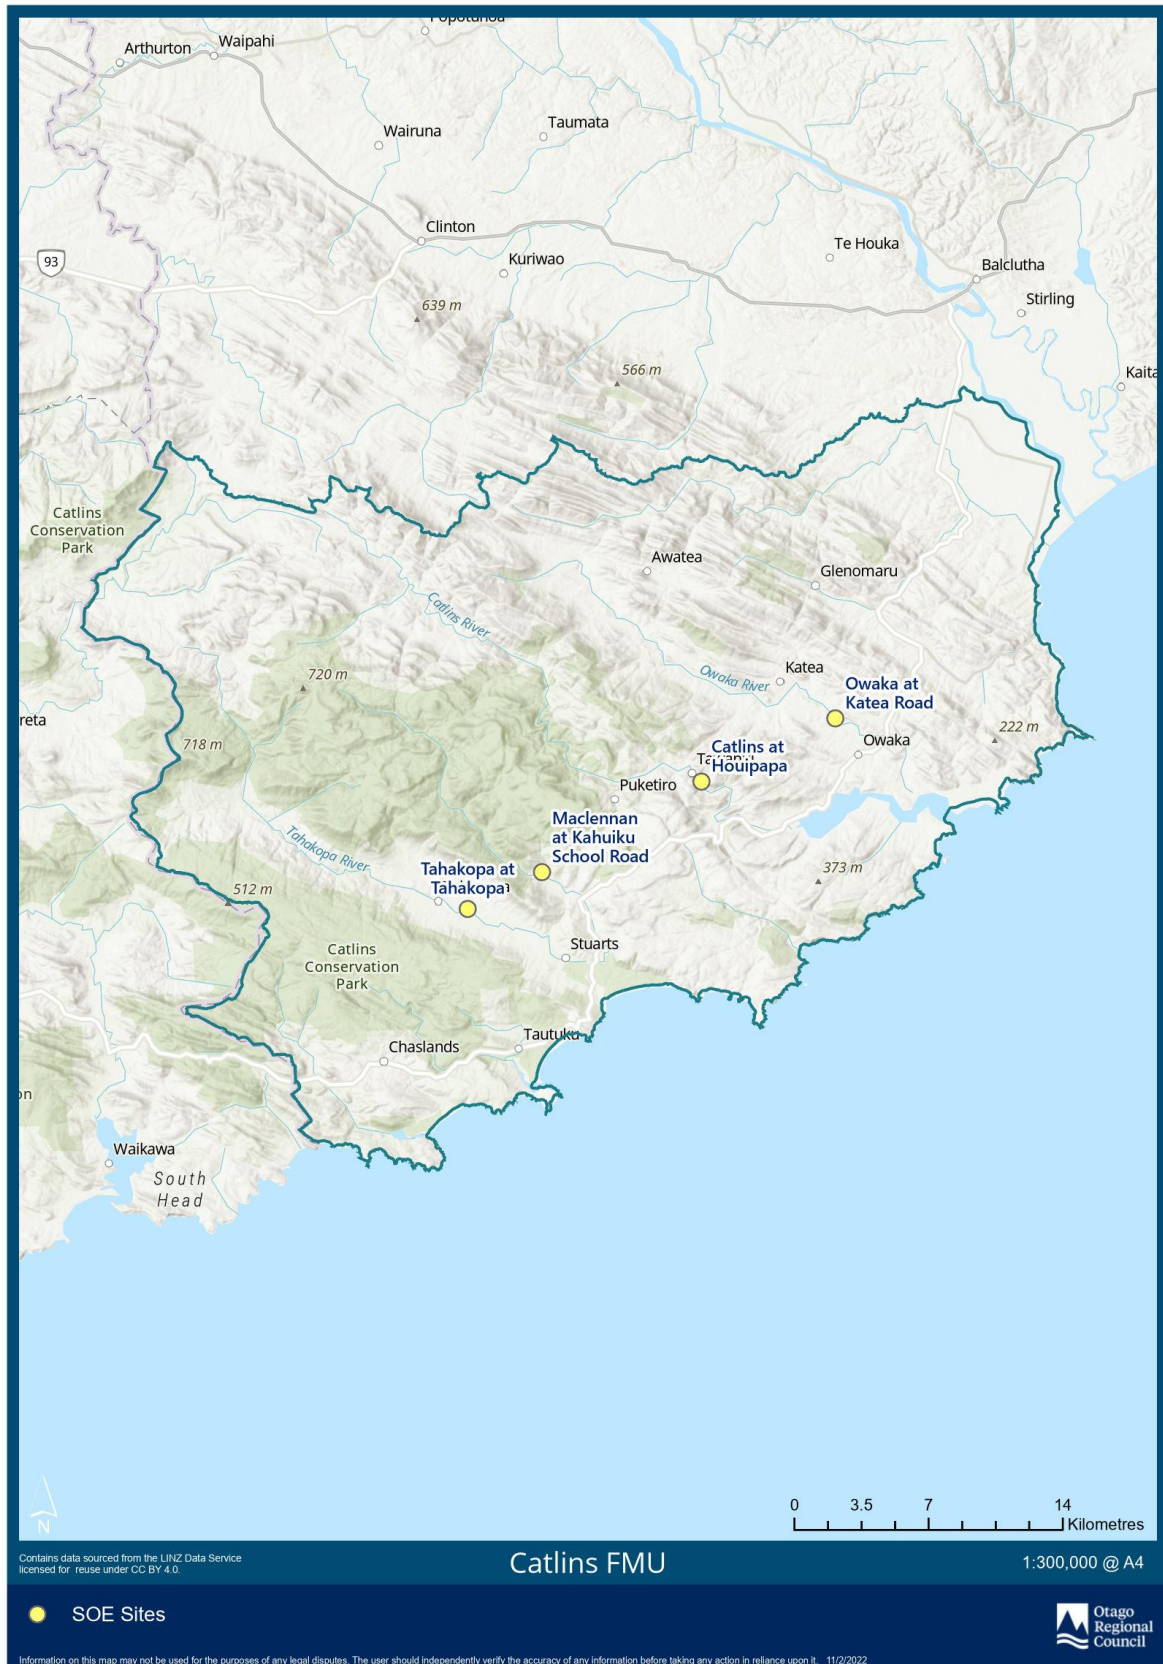 Arthurton
Waipahi
Wairuna
Taumata
Clinton
Kuriwao
Te Houka
93
Balclutha
Stirling
639 m
566 m
Kaita
Catlins
Conservation
Park
Awatea
Glenomaru
Catlins River
Katea
Owaka River
720 m
Owaka at
Katea Road
reta
718 m
222 m
Owaka
Catlins at
Houipapa
Puketiro
Maclennan
at Kahuiku
School Road
Tahakopa River
373 m
Tahakopa at
Tahakopa
512 m
Stuarts
Catlins
Conservation
Park
Tautuku
Chaslands
on
Waikawa
South
Head
N
0 3.5 7 14
Kilometres
Contains data sourced from the LINZ Data Service
licensed for reuse under CC BY 4.0.
Catlins FMU
1:300,000 @ A4
SOE Sites
Otago
Regional
Council
Information on this map may not be used for the purposes of any legal disputes. The user should independently verify the accuracy of any information before taking any action in reliance upon it. 11/2/2022